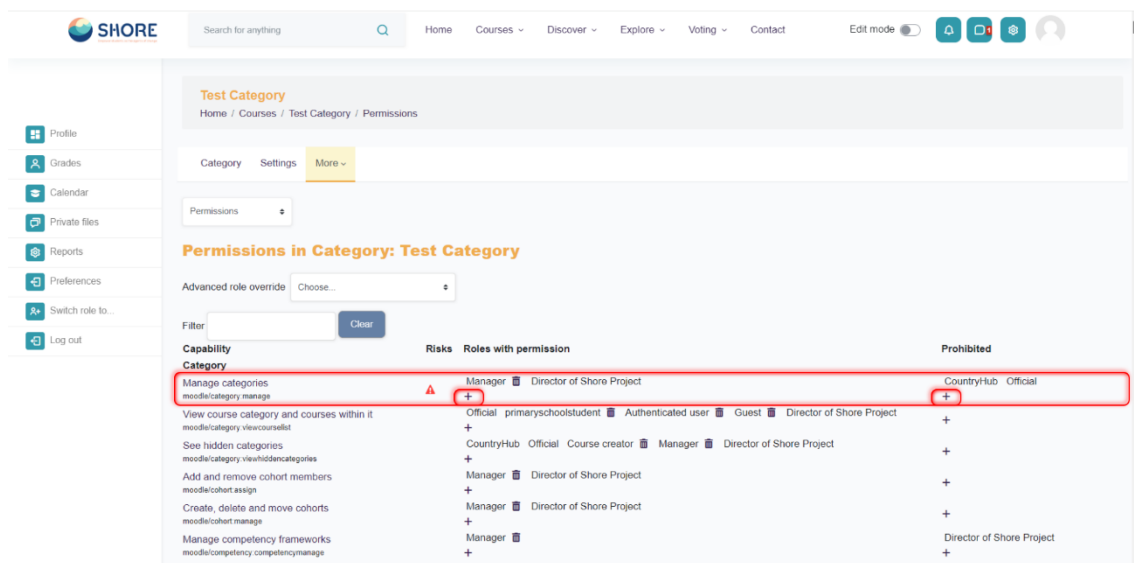 SHORE
Search for anything
Home Courses Discover Explore Voting Contact
Edit mode
1
Test Category
Home / Courses / Test Category / Permissions
Profile
Grades
Calendar
Private files
Reports
Preferences
Switch role to...
Log out
Category Settings More
Permissions
Permissions in Category: Test Category
Advanced role override Choose...
Filter Clear
Capability Risks Roles with permission Prohibited
Category
Manage categories Manager Director of Shore Project CountryHub Official
moodle/category:manage + +
View course category and courses within it Official primaryschoolstudent Authenticated user Guest Director of Shore Project
moodle/category:viewcourselist + +
See hidden categories CountryHub Official Course creator Manager Director of Shore Project
moodle/category:viewhiddencategories + +
Add and remove cohort members Manager Director of Shore Project
moodle/cohort:assign + +
Create, delete and move cohorts Manager Director of Shore Project
moodle/cohort:manage + +
Manage competency frameworks Manager Director of Shore Project
moodle/competency:competencymanage + +